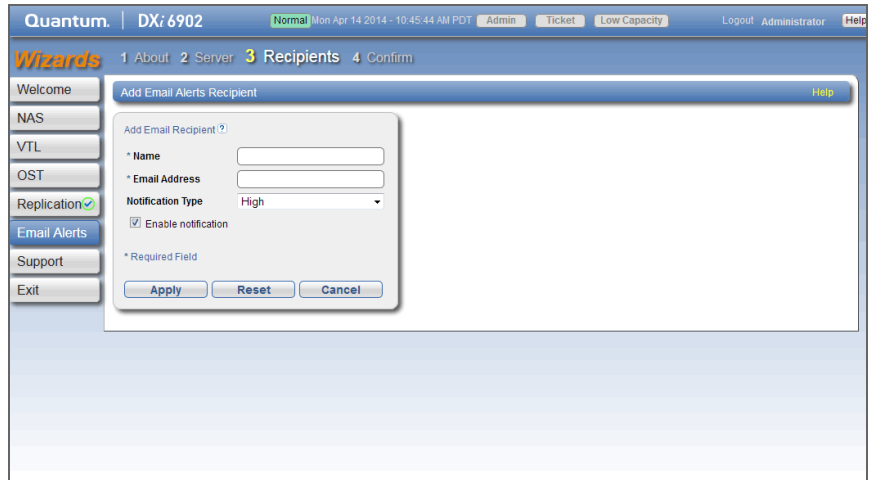 Quantum. DXi 6902 Normal Mon Apr 14 2014 - 10:45:44 AM PDT Admin Ticket Low Capacity Logout Administrator Help
Wizards 1 About 2 Server 3 Recipients 4 Confirm
Welcome
NAS
VTL
OST
Replication
Email Alerts
Support
Exit
Add Email Alerts Recipient Help
Add Email Recipient ?
* Name
* Email Address
Notification Type High
Enable notification
* Required Field
Apply Reset Cancel